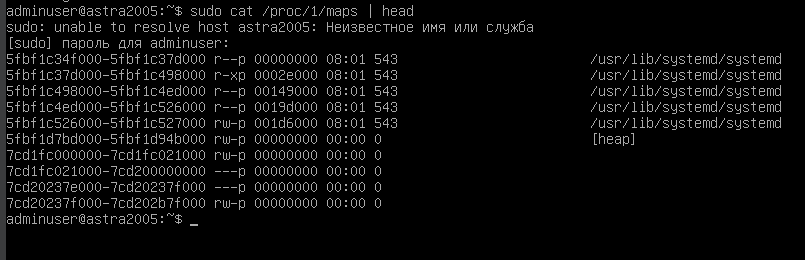 adminuser@astra2005:~$ sudo cat /proc/1/maps | head
sudo: unable to resolve host astra2005: Неизвестное имя или служба
[sudo] пароль для adminuser:
5fbf1c34f000-5fbf1c37d000 r--p 00000000 08:01 543 /usr/lib/systemd/systemd
5fbf1c37d000-5fbf1c498000 r-xp 0002e000 08:01 543 /usr/lib/systemd/systemd
5fbf1c498000-5fbf1c4ed000 r--p 00149000 08:01 543 /usr/lib/systemd/systemd
5fbf1c4ed000-5fbf1c526000 r--p 0019d000 08:01 543 /usr/lib/systemd/systemd
5fbf1c526000-5fbf1c527000 rw-p 001d6000 08:01 543 /usr/lib/systemd/systemd
5fbf1d7bd000-5fbf1d94b000 rw-p 00000000 00:00 0 [heap]
7cd1fc000000-7cd1fc021000 rw-p 00000000 00:00 0
7cd1fc021000-7cd200000000 ---p 00000000 00:00 0
7cd20237e000-7cd20237f000 ---p 00000000 00:00 0
7cd20237f000-7cd202b7f000 rw-p 00000000 00:00 0
adminuser@astra2005:~$ _